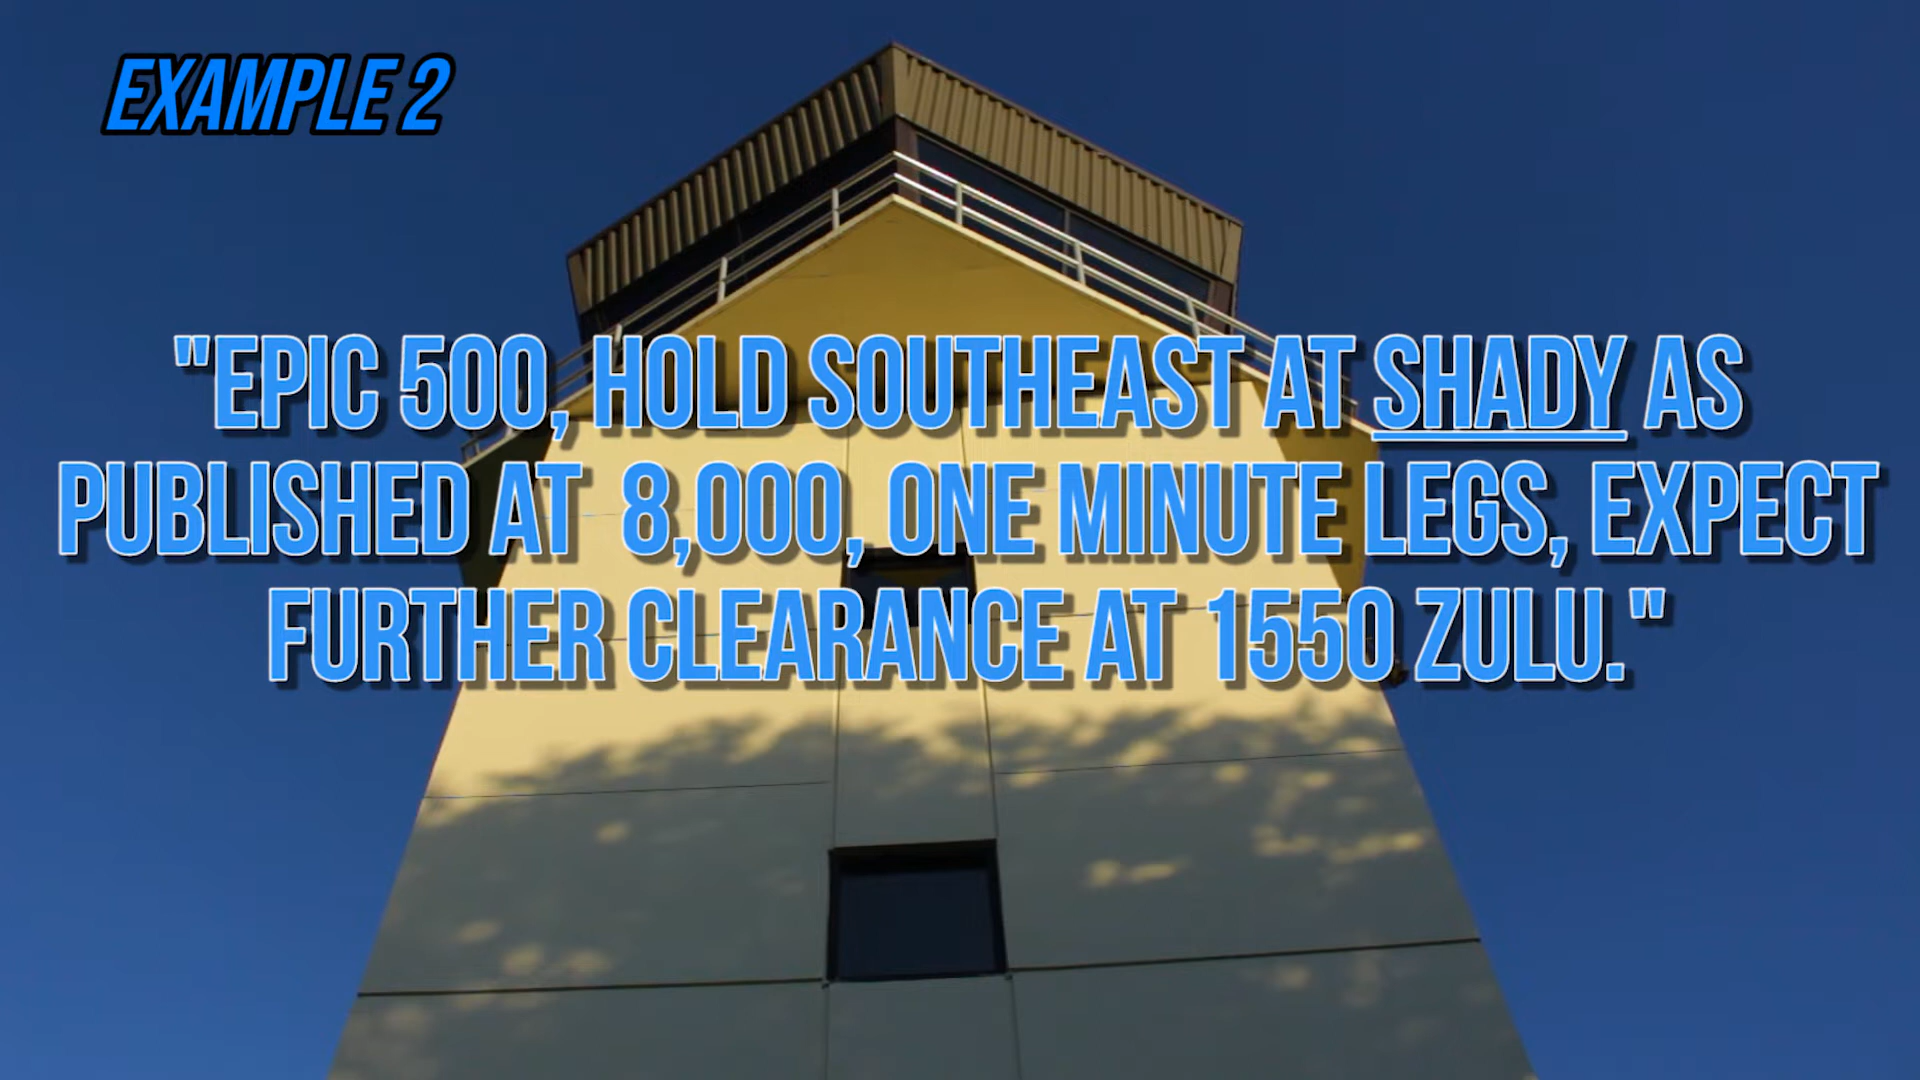 EXAMPLE 2
"EPIC 500, HOLD SOUTHEAST AT SHADY AS
PUBLISHED AT 8,000, ONE MINUTE LEGS, EXPECT
FURTHER CLEARANCE AT 1550 ZULU."